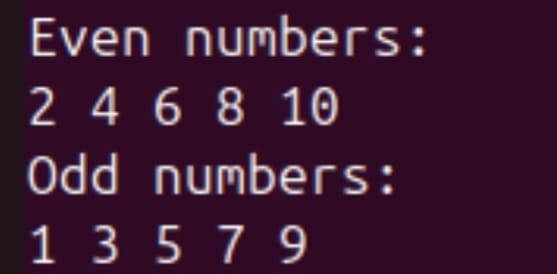 Even numbers:
2 4 6 8 10
Odd numbers:
1 3 5 7 9